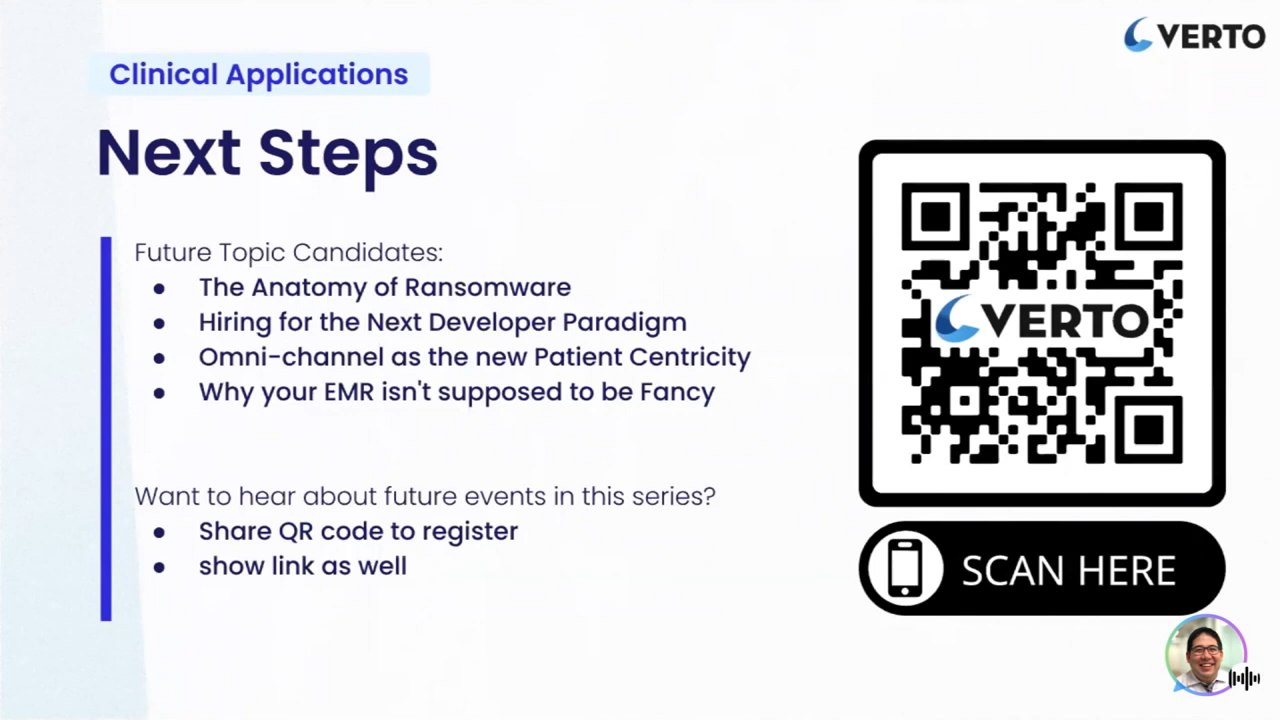 VERTO
Clinical Applications
Next Steps
Future Topic Candidates:
● The Anatomy of Ransomware
● Hiring for the Next Developer Paradigm
● Omni-channel as the new Patient Centricity
● Why your EMR isn't supposed to be Fancy
Want to hear about future events in this series?
● Share QR code to register
● show link as well
VERTO
SCAN HERE